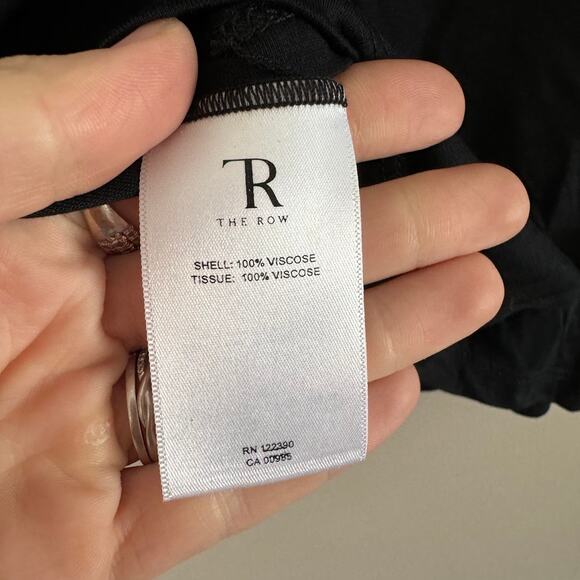 TR
THE ROW
SHELL: 100% VISCOSE
TISSUE: 100% VISCOSE
RN 122390
CA 00985